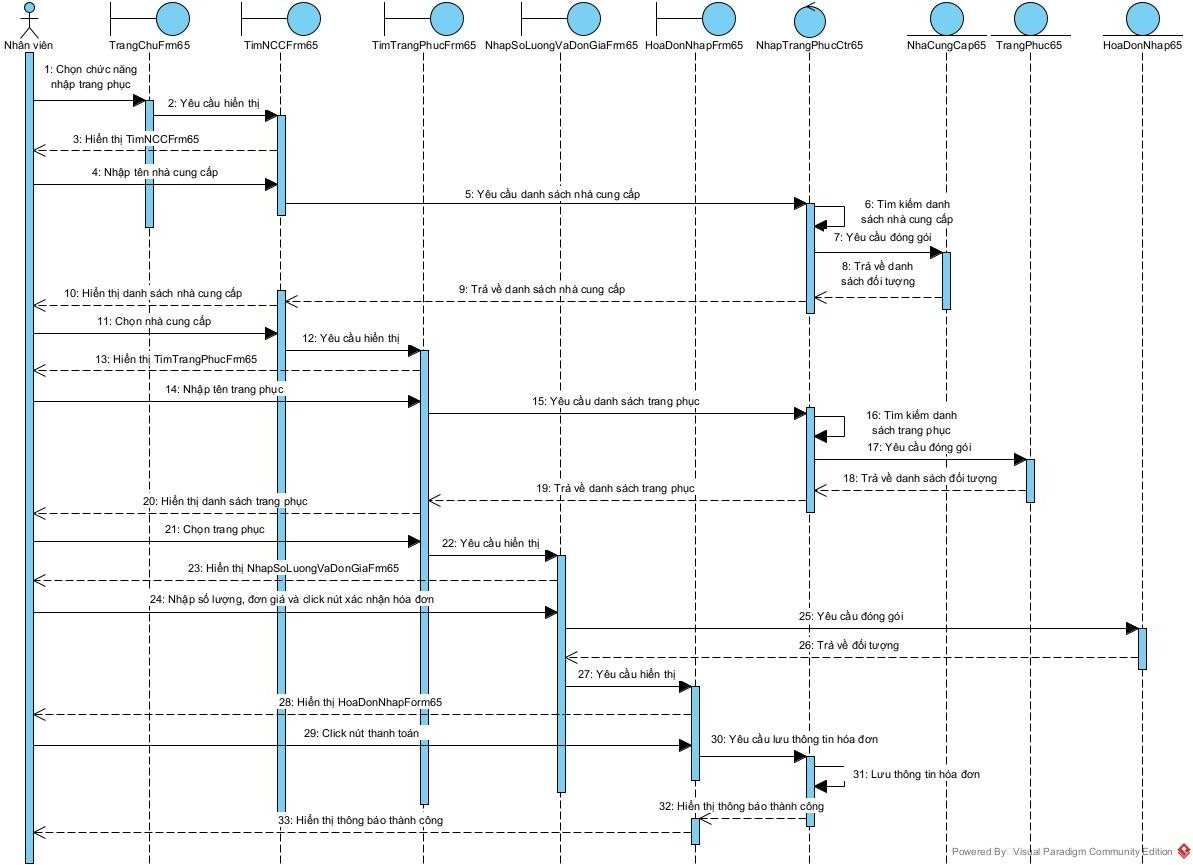 Nhân viên
TrangChuFrm65
TimNCCFrm65
TimTrangPhucFrm65
NhapSoLuongVaDonGiaFrm65
HoaDonNhapFrm65
NhapTrangPhucCtr65
NhaCungCap65
TrangPhuc65
HoaDonNhap65
1: Chọn chức năng
nhập trang phục
2: Yêu cầu hiển thị
3: Hiển thị TimNCCFrm65
4: Nhập tên nhà cung cấp
5: Yêu cầu danh sách nhà cung cấp
6: Tìm kiếm danh
sách nhà cung cấp
7: Yêu cầu đóng gói
8: Trả về danh
sách đối tượng
9: Trả về danh sách nhà cung cấp
10: Hiển thị danh sách nhà cung cấp
11: Chọn nhà cung cấp
12: Yêu cầu hiển thị
13: Hiển thị TimTrangPhucFrm65
14: Nhập tên trang phục
15: Yêu cầu danh sách trang phục
16: Tìm kiếm danh
sách trang phục
17: Yêu cầu đóng gói
18: Trả về danh sách đối tượng
19: Trả về danh sách trang phục
20: Hiển thị danh sách trang phục
21: Chọn trang phục
22: Yêu cầu hiển thị
23: Hiển thị NhapSoLuongVaDonGiaFrm65
24: Nhập số lượng, đơn giá và click nút xác nhận hóa đơn
25: Yêu cầu đóng gói
26: Trả về đối tượng
27: Yêu cầu hiển thị
28: Hiển thị HoaDonNhapForm65
29: Click nút thanh toán
30: Yêu cầu lưu thông tin hóa đơn
31: Lưu thông tin hóa đơn
32: Hiển thị thông báo thành công
33: Hiển thị thông báo thành công
Powered By Visual Paradigm Community Edition